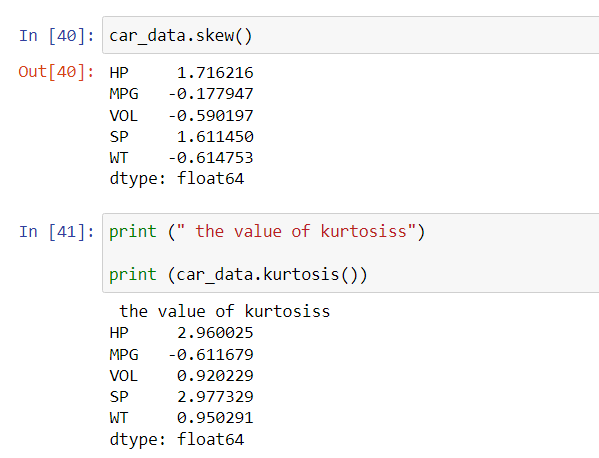 In [40]: car_data.skew()
Out[40]: HP     1.716216
MPG   -0.177947
VOL   -0.590197
SP     1.611450
WT    -0.614753
dtype: float64
In [41]: print (" the value of kurtosiss")
print (car_data.kurtosis())
 the value of kurtosiss
HP     2.960025
MPG   -0.611679
VOL    0.920229
SP     2.977329
WT     0.950291
dtype: float64